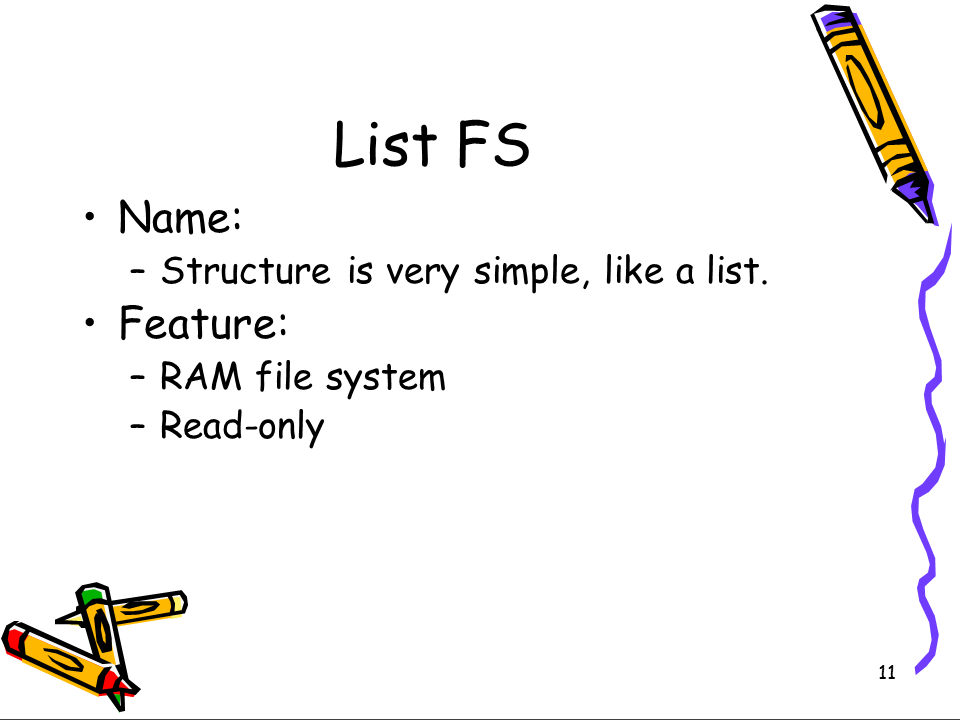 List FS
• Name:
– Structure is very simple, like a list.
• Feature:
– RAM file system
– Read-only
11